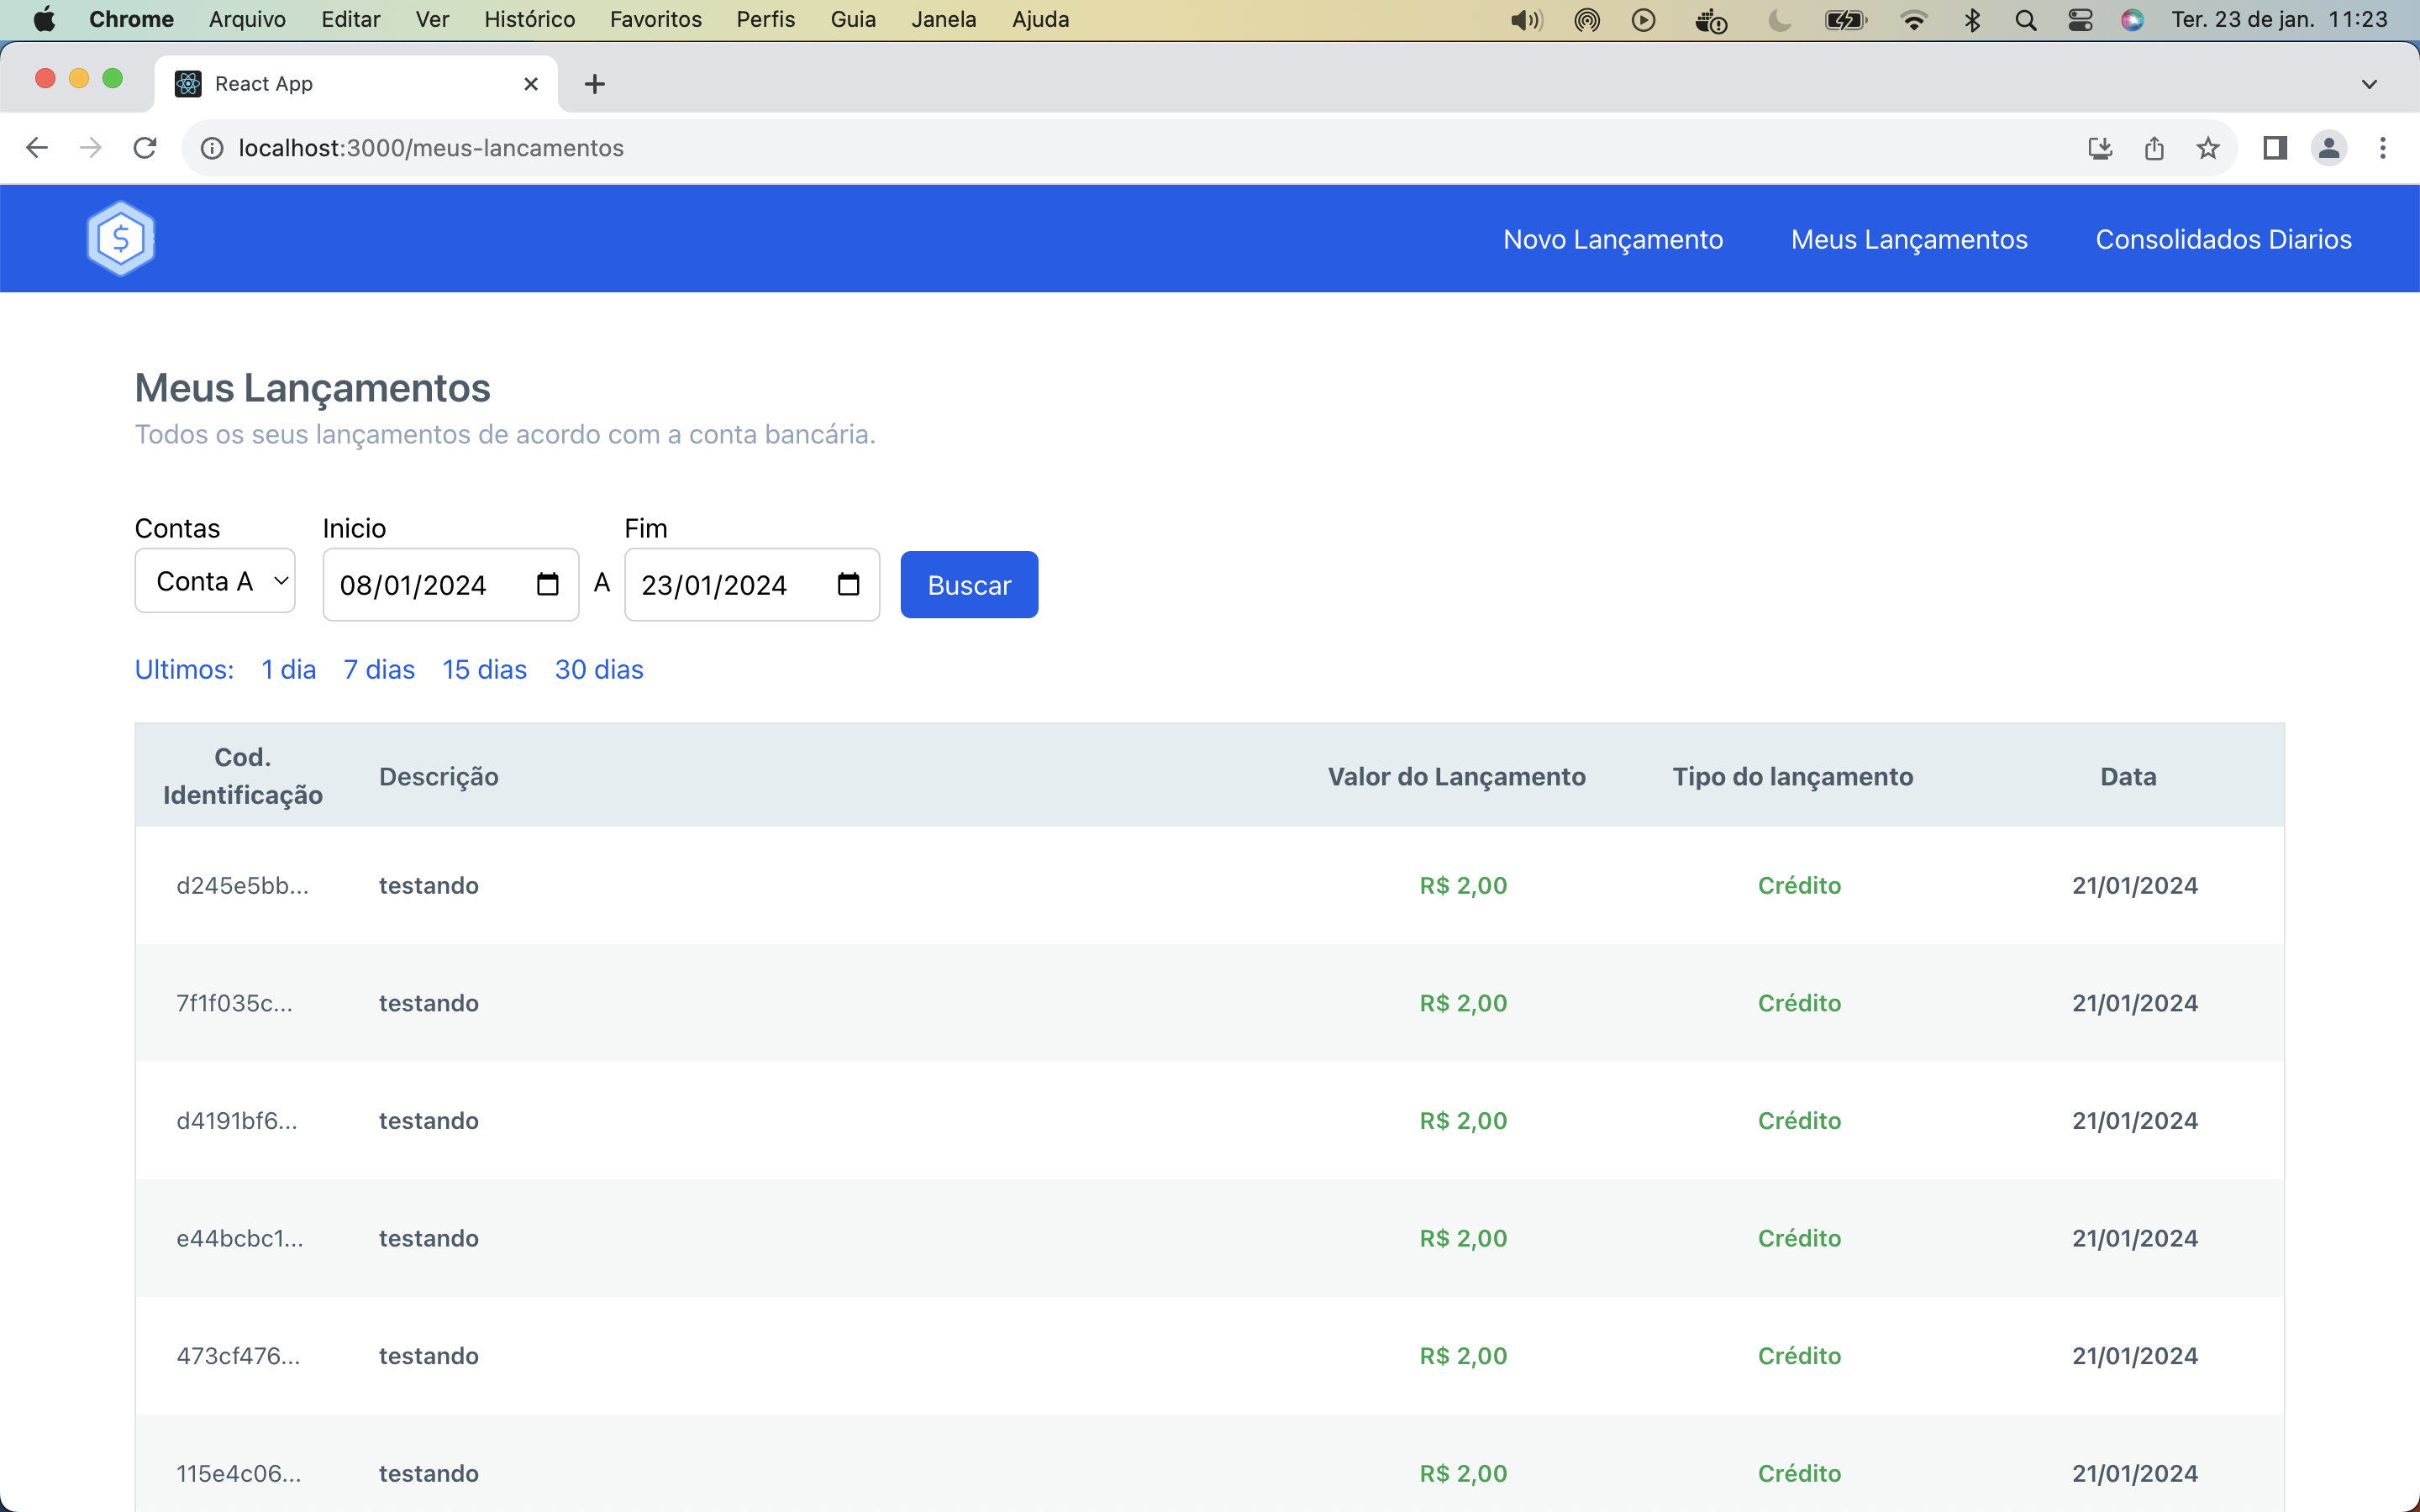 Chrome Arquivo Editar Ver Histórico Favoritos Perfis Guia Janela Ajuda Ter. 23 de jan. 11:23
React App
localhost:3000/meus-lancamentos
$ Novo Lançamento Meus Lançamentos Consolidados Diarios
Meus Lançamentos
Todos os seus lançamentos de acordo com a conta bancária.
Contas Inicio Fim
Conta A 08/01/2024 A 23/01/2024 Buscar
Ultimos: 1 dia 7 dias 15 dias 30 dias
Cod. Identificação Descrição Valor do Lançamento Tipo do lançamento Data
d245e5bb... testando R$ 2,00 Crédito 21/01/2024
7f1f035c... testando R$ 2,00 Crédito 21/01/2024
d4191bf6... testando R$ 2,00 Crédito 21/01/2024
e44bcbc1... testando R$ 2,00 Crédito 21/01/2024
473cf476... testando R$ 2,00 Crédito 21/01/2024
115e4c06... testando R$ 2,00 Crédito 21/01/2024